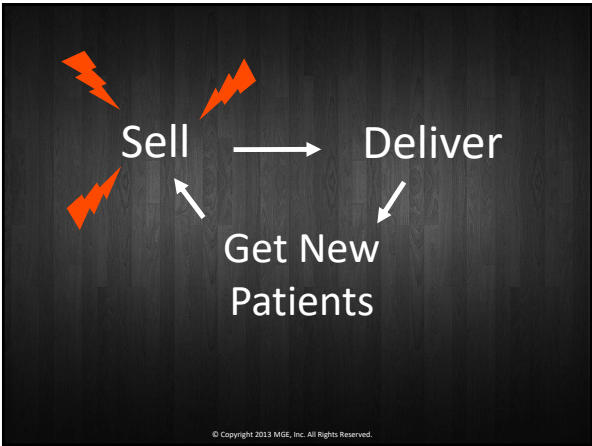 Sell
Deliver
Get New
Patients
© Copyright 2013 MGE, Inc. All Rights Reserved.